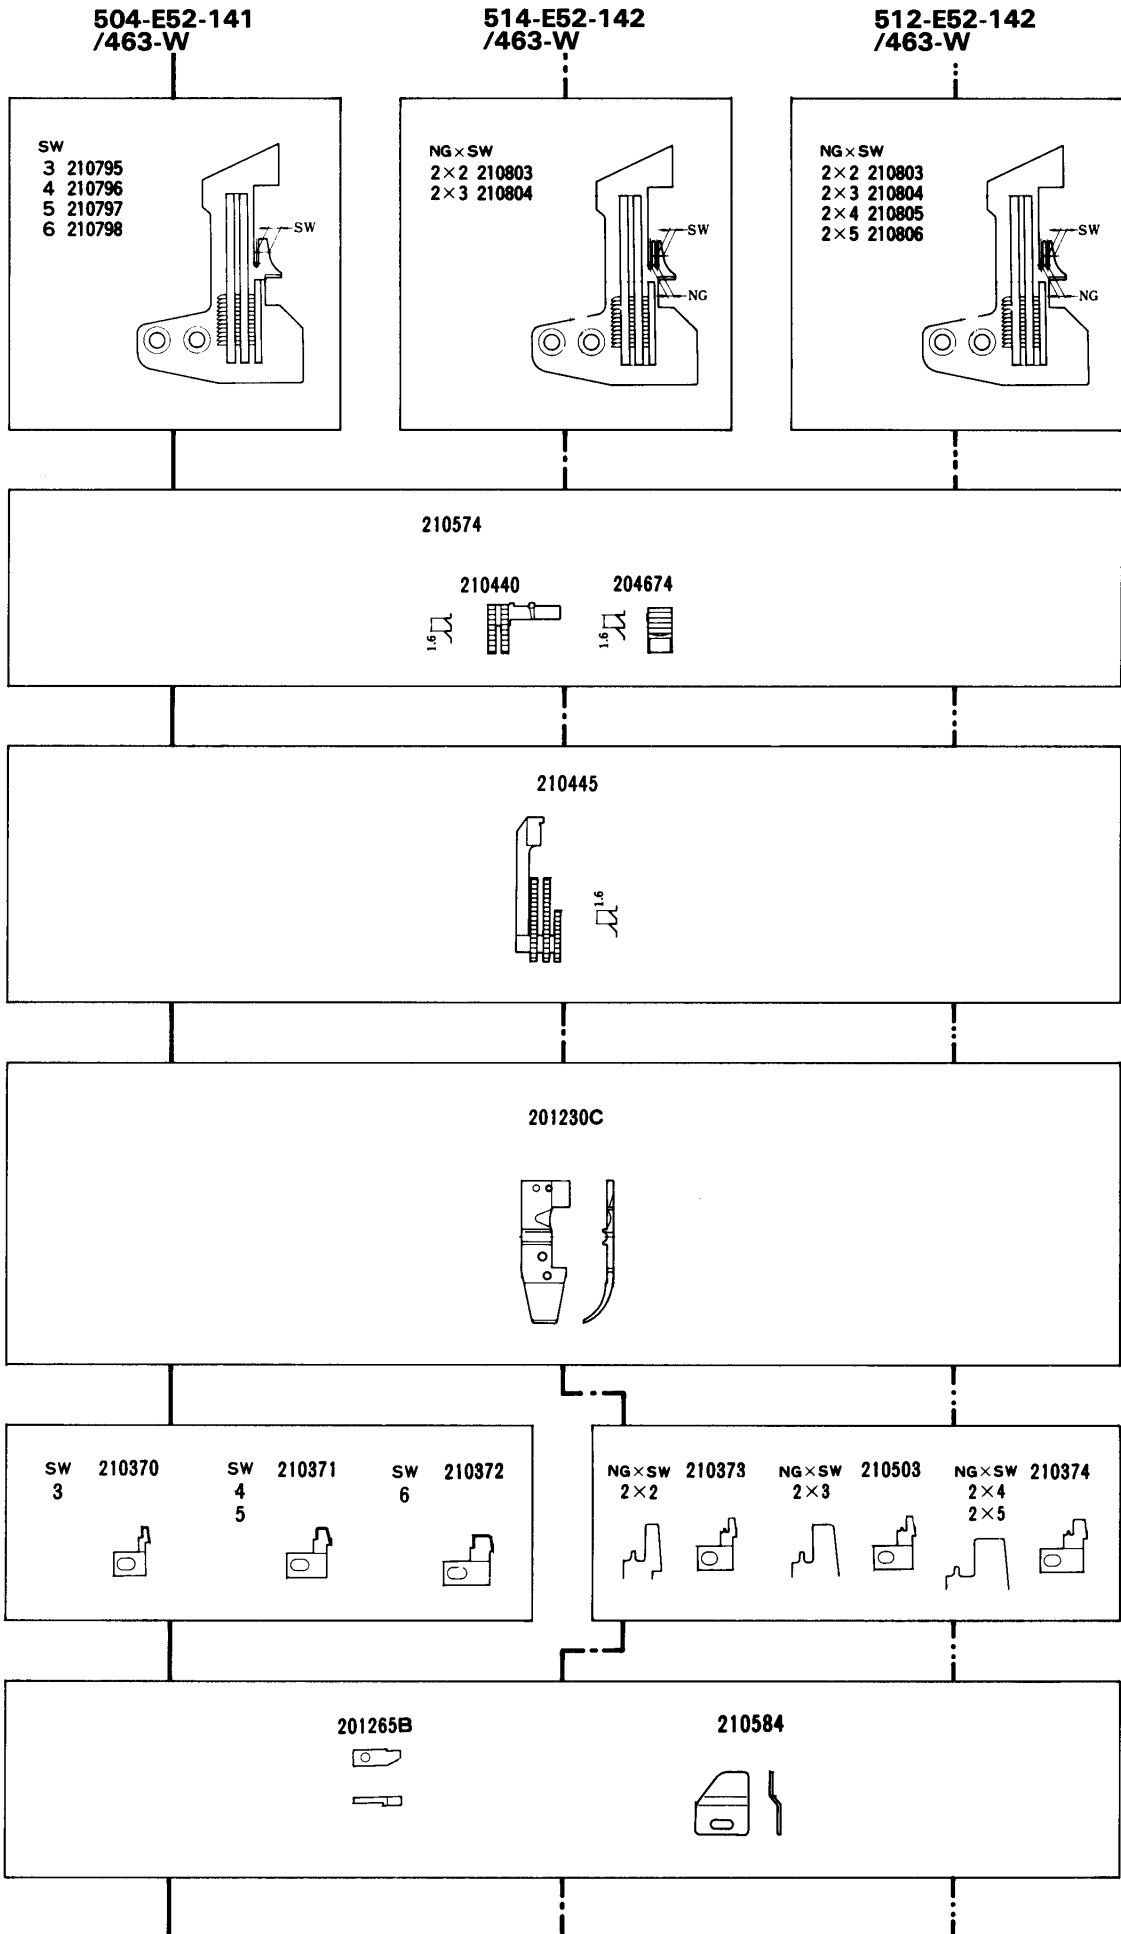 504-E52-141
/463-W
514-E52-142
/463-W
512-E52-142
/463-W
SW
3 210795
4 210796
5 210797
6 210798
SW
NG×SW
2×2 210803
2×3 210804
SW
NG
NG×SW
2×2 210803
2×3 210804
2×4 210805
2×5 210806
SW
NG
210574
210440
1.6
204674
1.6
210445
1.6
201230C
SW 210370
3
SW 210371
4
5
SW 210372
6
NG×SW 210373
2×2
NG×SW 210503
2×3
NG×SW 210374
2×4
2×5
201265B
210584